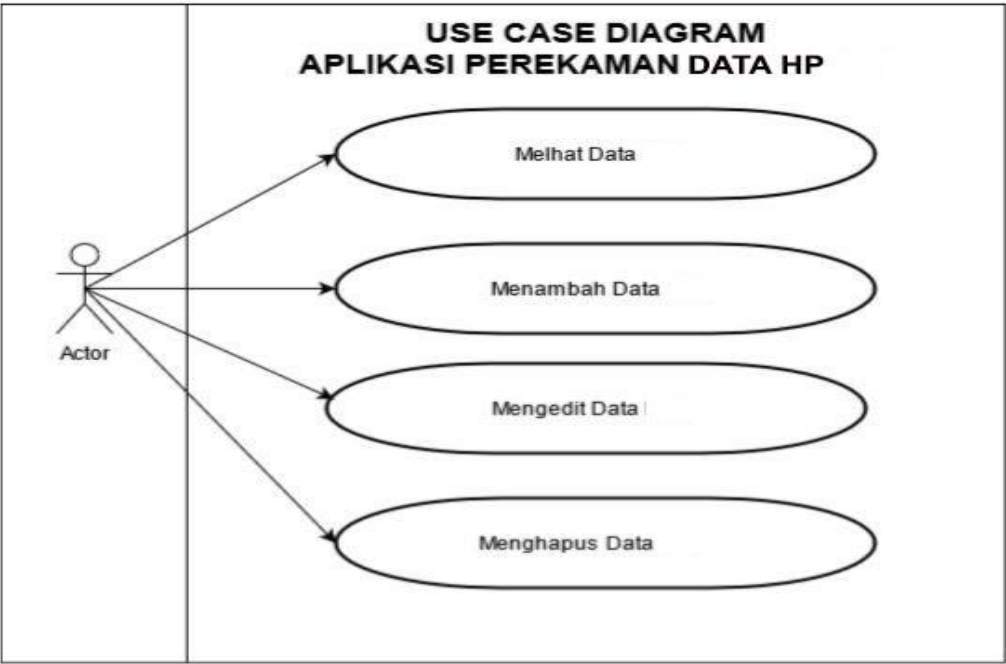 USE CASE DIAGRAM
APLIKASI PEREKAMAN DATA HP
Melhat Data
Menambah Data
Actor
Mengedit Data
Menghapus Data